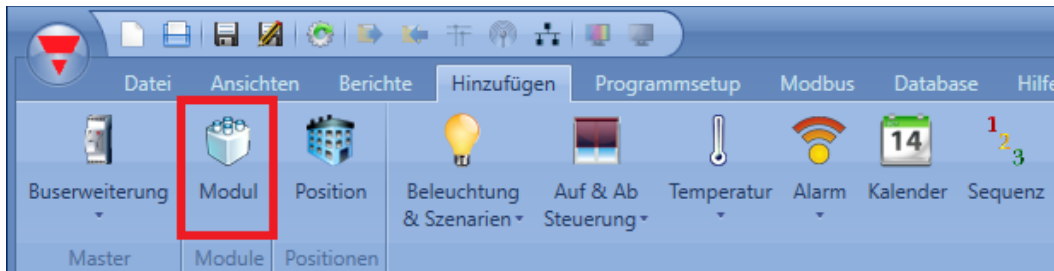 Datei Ansichten Berichte Hinzufügen Programmsetup Modbus Database Hilfe
14 1 2 3
Buserweiterung Modul Position Beleuchtung Auf & Ab Temperatur Alarm Kalender Sequenz
& Szenarien Steuerung
Master Module Positionen